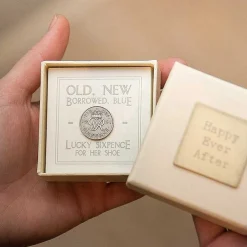 OLD, NEW
BORROWED, BLUE
LUCKY SIXPENCE
FOR HER SHOE
Happy
Ever
After